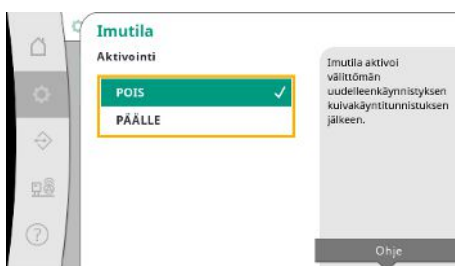 Imutila
Aktivointi
POIS
PÄÄLLE
Imutila aktivoi
välittömän
uudelleenkäynnistyksen
kuivakäyntitunnistuksen
jälkeen.
Ohje